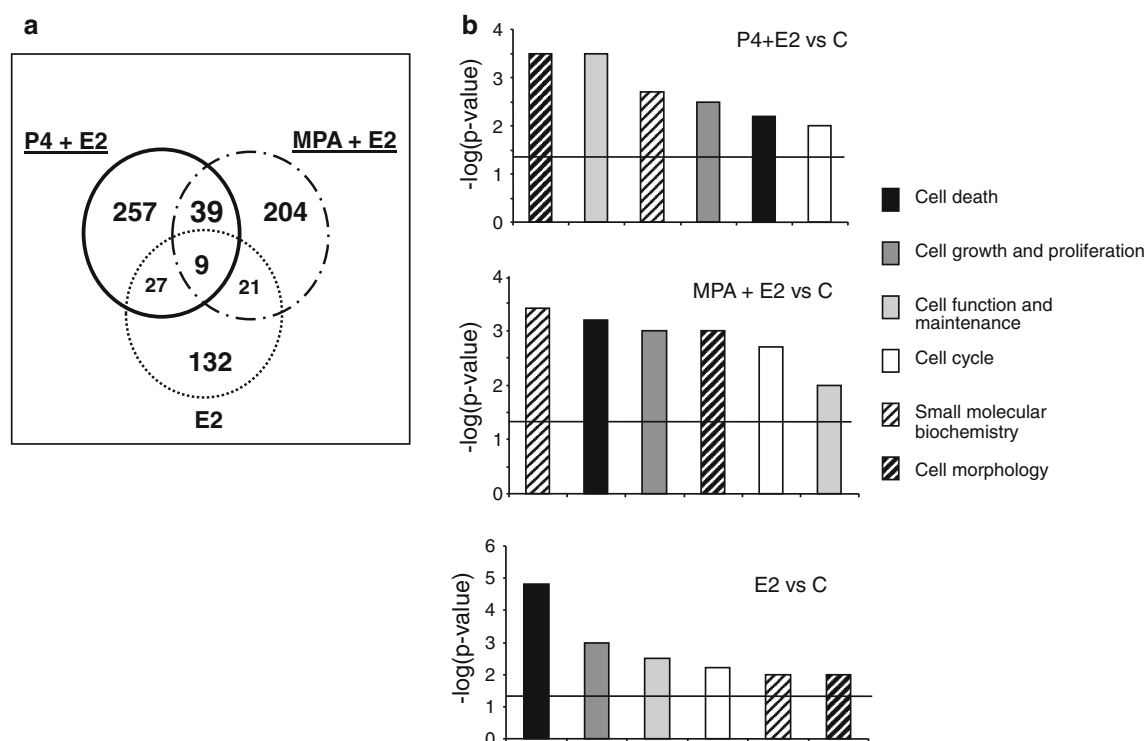 a
P4 + E2
MPA + E2
257
39
204
9
27
21
132
E2
b
P4+E2 vs C
-log(p-value)
4
3
2
1
0
MPA + E2 vs C
-log(p-value)
4
3
2
1
0
E2 vs C
-log(p-value)
6
5
4
3
2
1
0
Cell death
Cell growth and proliferation
Cell function and
maintenance
Cell cycle
Small molecular
biochemistry
Cell morphology